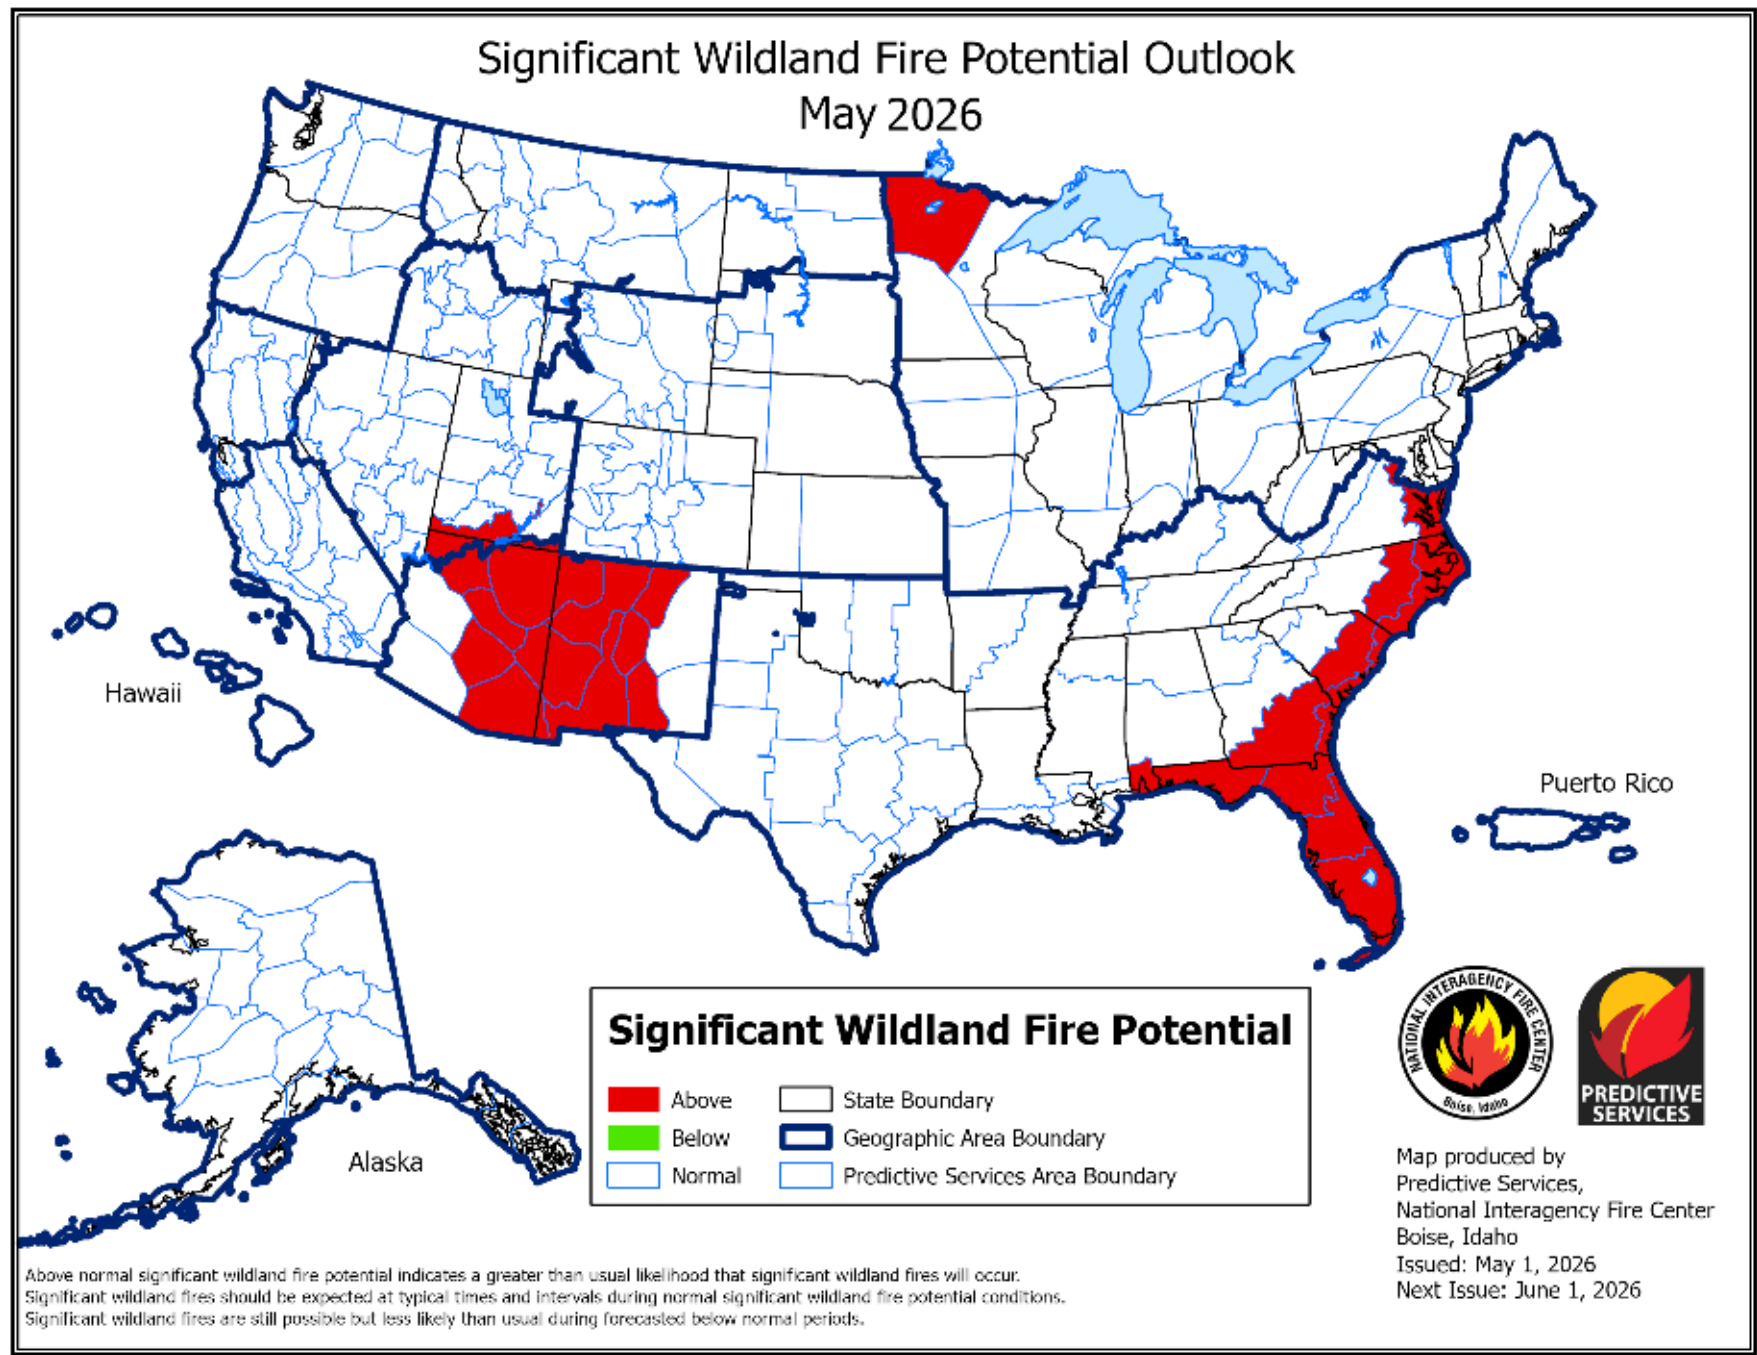 Significant Wildland Fire Potential Outlook
May 2026
Hawaii
Puerto Rico
Alaska
Significant Wildland Fire Potential
Above
State Boundary
Below
Geographic Area Boundary
Normal
Predictive Services Area Boundary
NATIONAL INTERAGENCY FIRE CENTER
Boise, Idaho
PREDICTIVE
SERVICES
Map produced by
Predictive Services,
National Interagency Fire Center
Boise, Idaho
Issued: May 1, 2026
Next Issue: June 1, 2026
Above normal significant wildland fire potential indicates a greater than usual likelihood that significant wildland fires will occur.
Significant wildland fires should be expected at typical times and intervals during normal significant wildland fire potential conditions.
Significant wildland fires are still possible but less likely than usual during forecasted below normal periods.